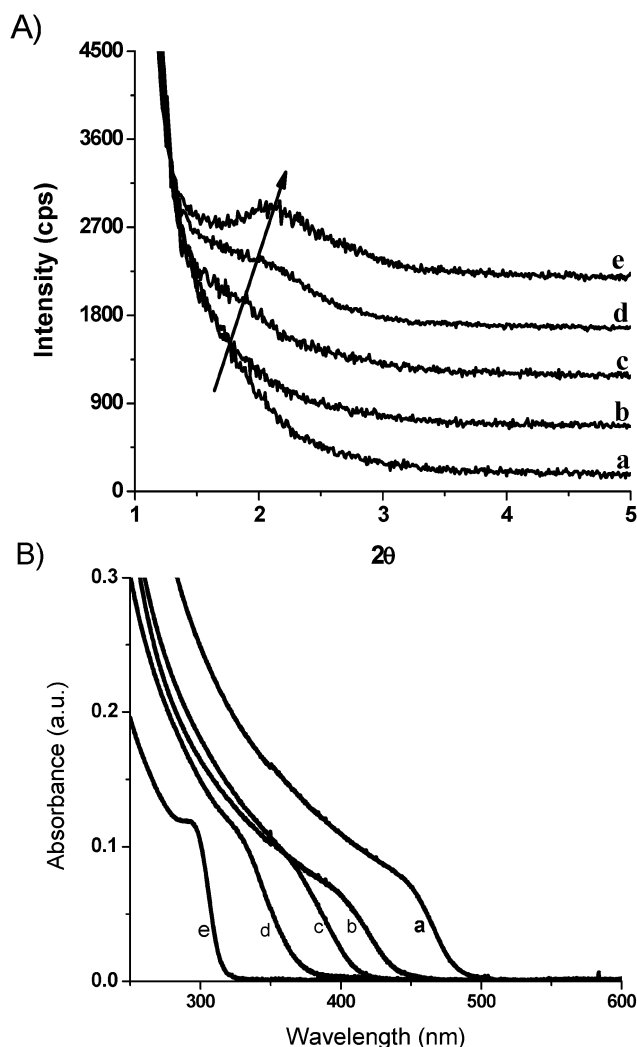 A)
4500
3600
2700
1800
900
0
Intensity (cps)
e
d
c
b
a
1 2 3 4 5
2θ
B)
0.3
0.2
0.1
0.0
Absorbance (a.u.)
e d c b a
300 400 500 600
Wavelength (nm)